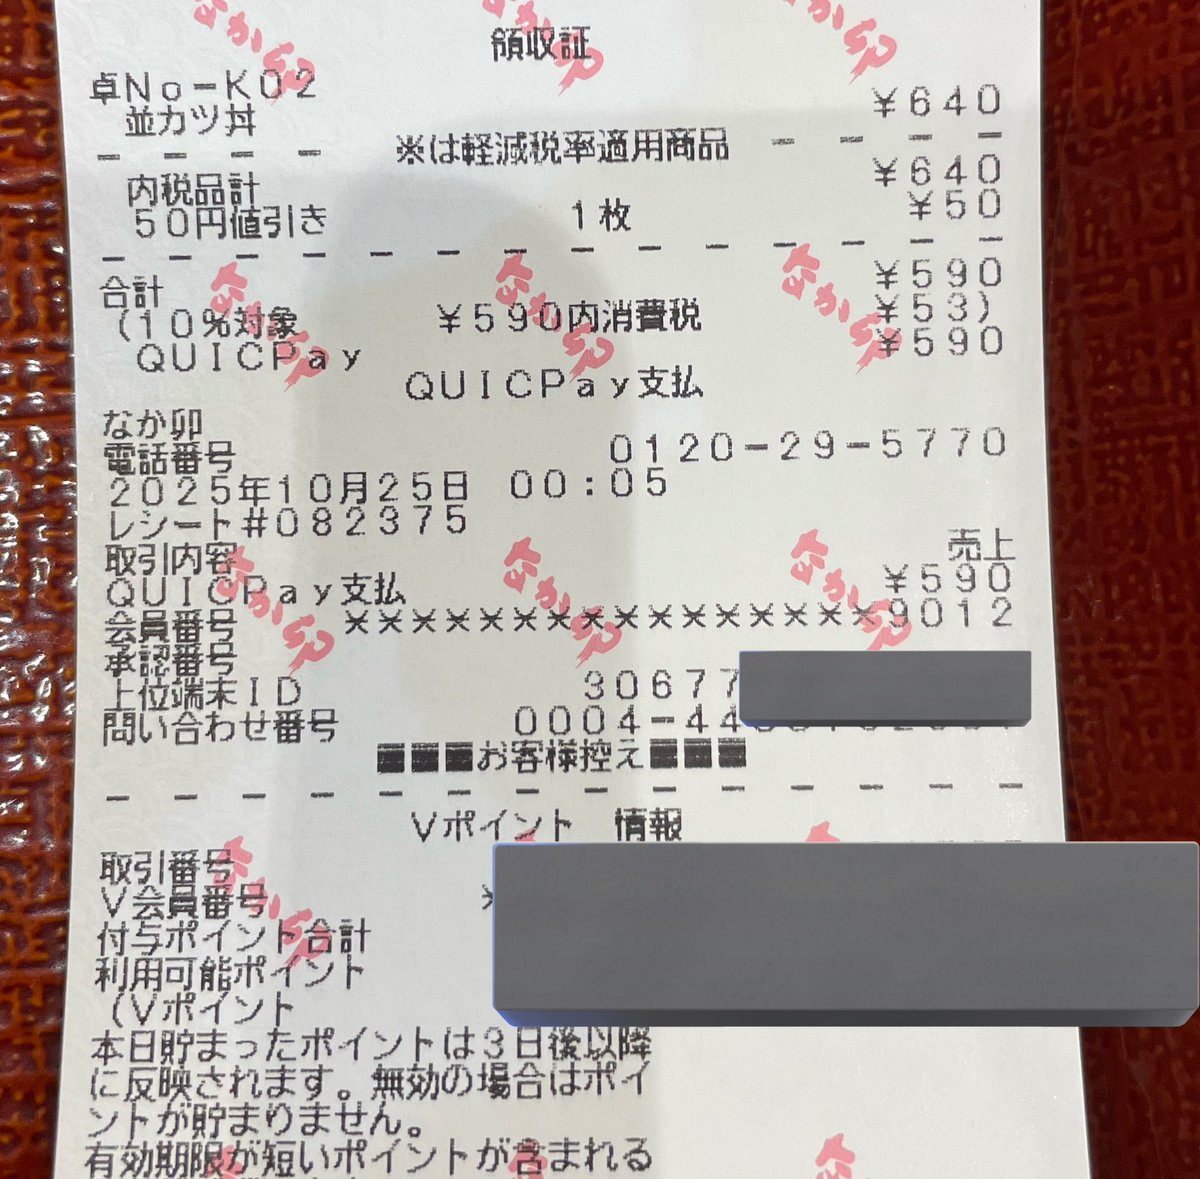 領収証
卓No-K02
並カツ丼 ¥640
- - - - ※は軽減税率適用商品 - - - -
内税品計 ¥640
50円値引き 1枚 ¥50
- - - - - - - - - - - - - -
合計 ¥590
(10%対象 ¥590内消費税 ¥53)
QUICPay ¥590
QUICPay支払
なか卯
電話番号 0120-29-5770
2025年10月25日 00:05
レシート#082375
取引内容 売上
QUICPay支払 ¥590
会員番号 ****************9012
承認番号
上位端末ID 30677
問い合わせ番号 0004-44
■■■お客様控え■■■
- - - - - - - - - - - - - -
Vポイント 情報
取引番号
V会員番号
付与ポイント合計
利用可能ポイント
(Vポイント
本日貯まったポイントは3日後以降
に反映されます。無効の場合はポイ
ントが貯まりません。
有効期限が短いポイントが含まれる